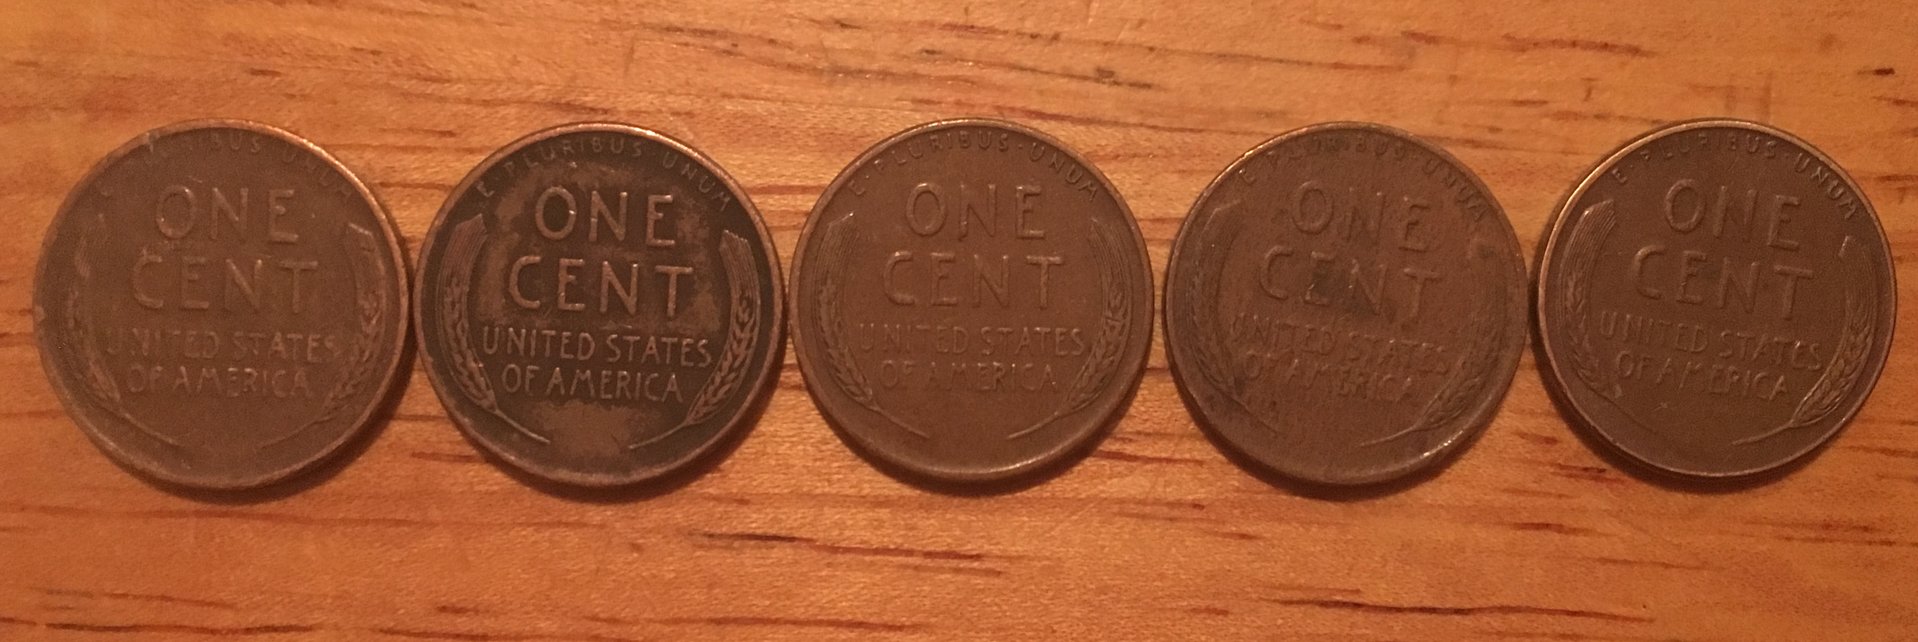 E·PLURIBUS·UNUM
ONE
CENT
UNITED STATES
OF AMERICA
E·PLURIBUS·UNUM
ONE
CENT
UNITED STATES
OF AMERICA
E·PLURIBUS·UNUM
ONE
CENT
UNITED STATES
OF AMERICA
E·PLURIBUS·UNUM
ONE
CENT
UNITED STATES
OF AMERICA
E·PLURIBUS·UNUM
ONE
CENT
UNITED STATES
OF AMERICA